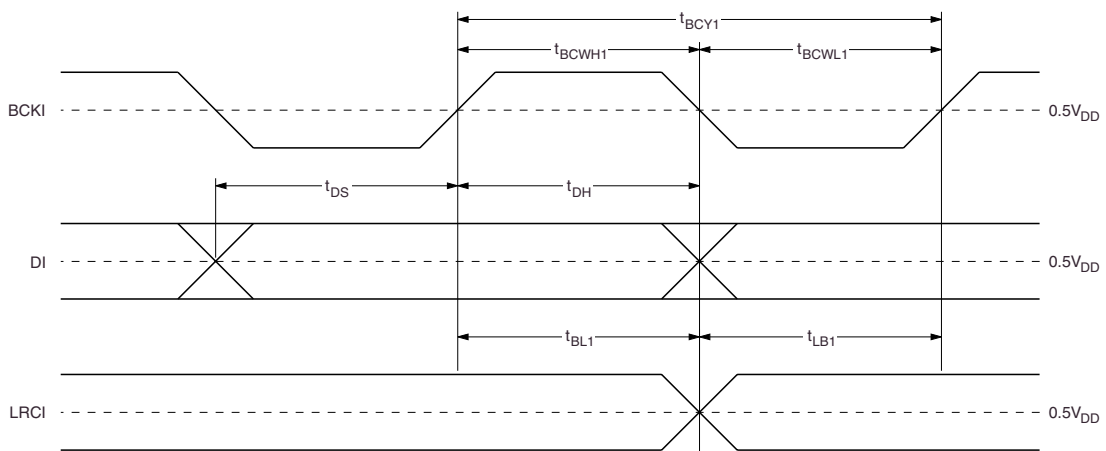 tBCY1
tBCWH1 tBCWL1
BCKI 0.5VDD
tDS tDH
DI 0.5VDD
tBL1 tLB1
LRCI 0.5VDD